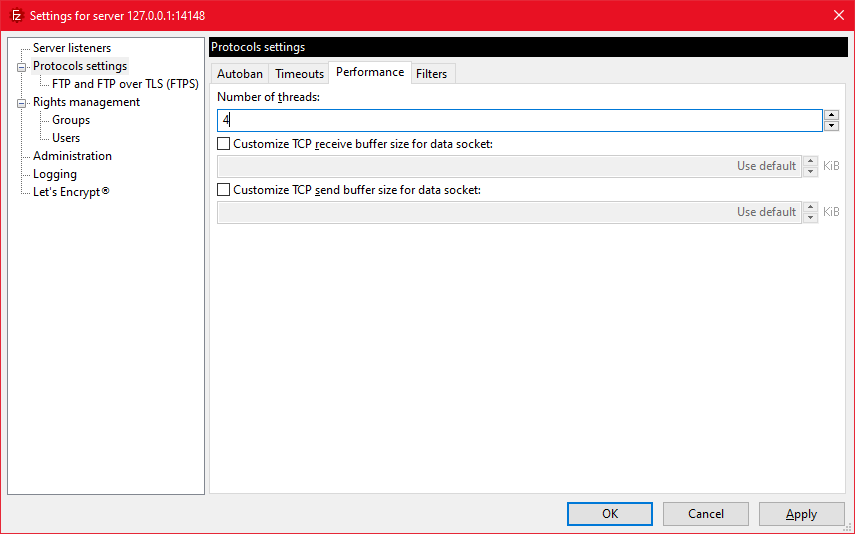 Settings for server 127.0.0.1:14148
Server listeners
Protocols settings
FTP and FTP over TLS (FTPS)
Rights management
Groups
Users
Administration
Logging
Let's Encrypt®
Protocols settings
Autoban Timeouts Performance Filters
Number of threads:
4
Customize TCP receive buffer size for data socket:
Use default KiB
Customize TCP send buffer size for data socket:
Use default KiB
OK Cancel Apply